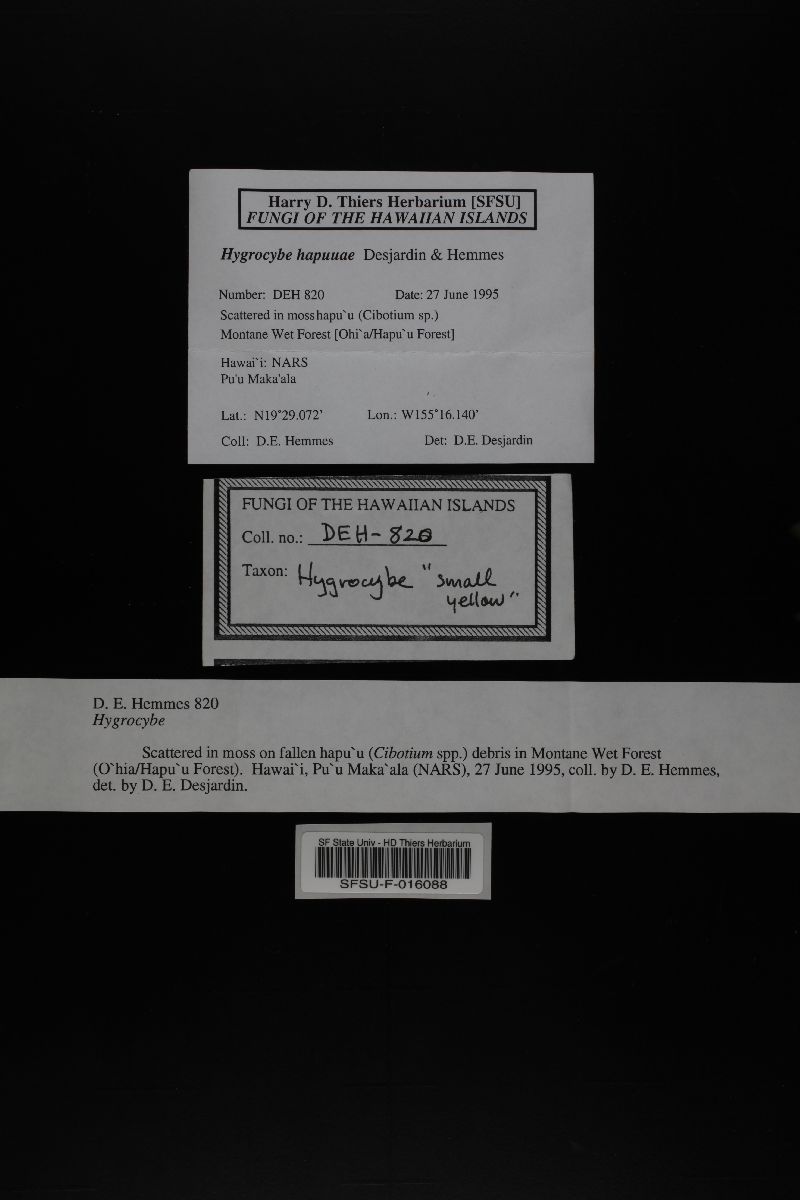 Harry D. Thiers Herbarium [SFSU]
FUNGI OF THE HAWAIIAN ISLANDS
Hygrocybe hapuuae Desjardin & Hemmes
Number: DEH 820 Date: 27 June 1995
Scattered in moss hapu`u (Cibotium sp.)
Montane Wet Forest [Ohi`a/Hapu`u Forest]
Hawai`i: NARS
Pu'u Maka'ala
Lat.: N19°29.072' Lon.: W155°16.140'
Coll: D.E. Hemmes Det: D.E. Desjardin
FUNGI OF THE HAWAIIAN ISLANDS
Coll. no.: DEH-820
Taxon: Hygrocybe "small
yellow"
D. E. Hemmes 820
Hygrocybe
Scattered in moss on fallen hapu`u (Cibotium spp.) debris in Montane Wet Forest
(O`hia/Hapu`u Forest). Hawai`i, Pu`u Maka`ala (NARS), 27 June 1995, coll. by D. E. Hemmes,
det. by D. E. Desjardin.
SF State Univ - HD Thiers Herbarium
SFSU-F-016088